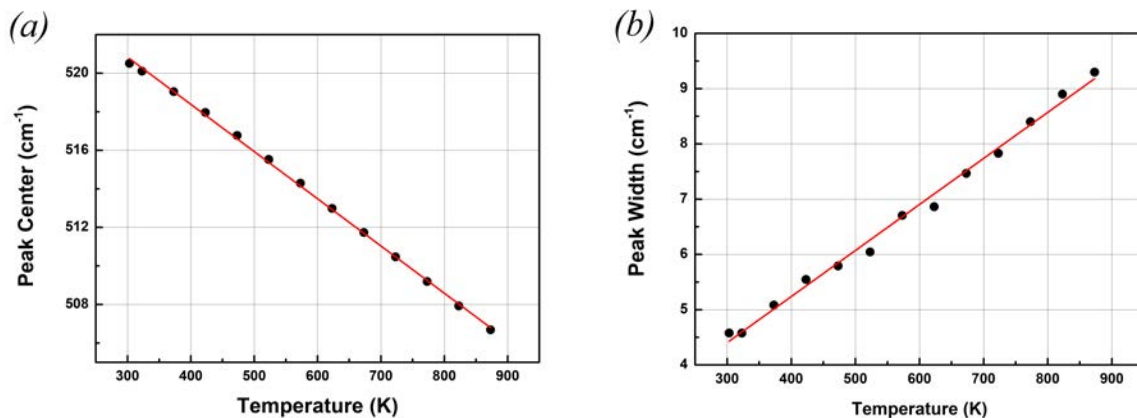 (a)
Peak Center (cm⁻¹)
520
516
512
508
300 400 500 600 700 800 900
Temperature (K)
(b)
Peak Width (cm⁻¹)
10
9
8
7
6
5
4
300 400 500 600 700 800 900
Temperature (K)